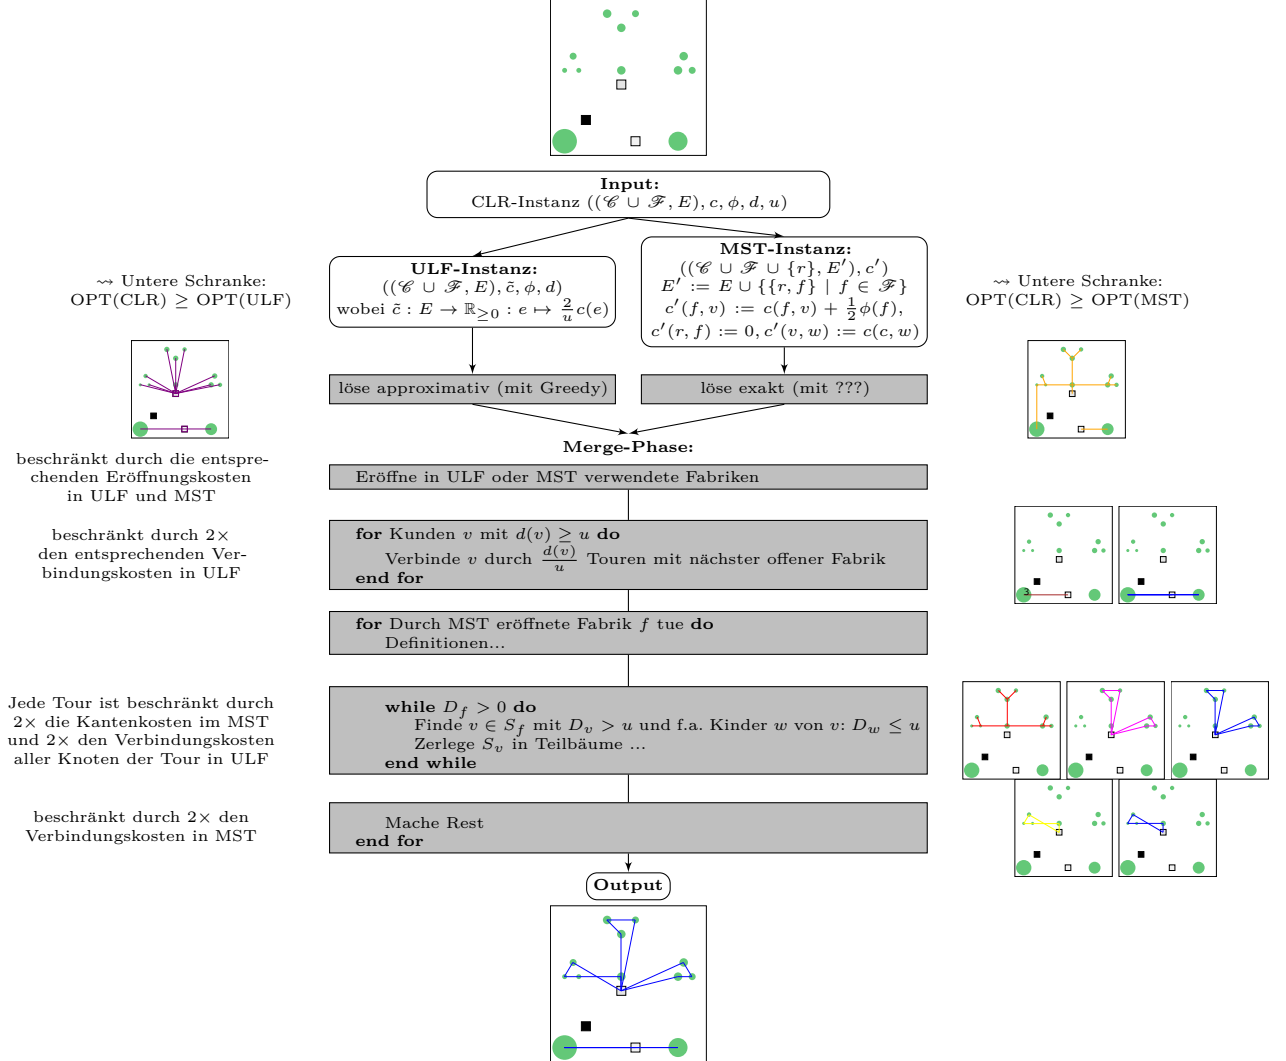 Input:
CLR-Instanz ((𝒞 ∪ ℱ, E), c, ϕ, d, u)
⇝ Untere Schranke:
OPT(CLR) ≥ OPT(ULF)
ULF-Instanz:
((𝒞 ∪ ℱ, E), c̃, ϕ, d)
wobei c̃ : E → ℝ≥0 : e ↦ 2/u c(e)
MST-Instanz:
((𝒞 ∪ ℱ ∪ {r}, E′), c′)
E′ := E ∪ {{r, f} | f ∈ ℱ}
c′(f, v) := c(f, v) + 1/2 ϕ(f),
c′(r, f) := 0, c′(v, w) := c(c, w)
⇝ Untere Schranke:
OPT(CLR) ≥ OPT(MST)
löse approximativ (mit Greedy)
löse exakt (mit ???)
Merge-Phase:
beschränkt durch die entspre-
chenden Eröffnungskosten
in ULF und MST
Eröffne in ULF oder MST verwendete Fabriken
beschränkt durch 2×
den entsprechenden Ver-
bindungskosten in ULF
for Kunden v mit d(v) ≥ u do
Verbinde v durch d(v)/u Touren mit nächster offener Fabrik
end for
3
for Durch MST eröffnete Fabrik f tue do
Definitionen...
Jede Tour ist beschränkt durch
2× die Kantenkosten im MST
und 2× den Verbindungskosten
aller Knoten der Tour in ULF
while D_f > 0 do
Finde v ∈ S_f mit D_v > u und f.a. Kinder w von v: D_w ≤ u
Zerlege S_v in Teilbäume ...
end while
beschränkt durch 2× den
Verbindungskosten in MST
Mache Rest
end for
Output